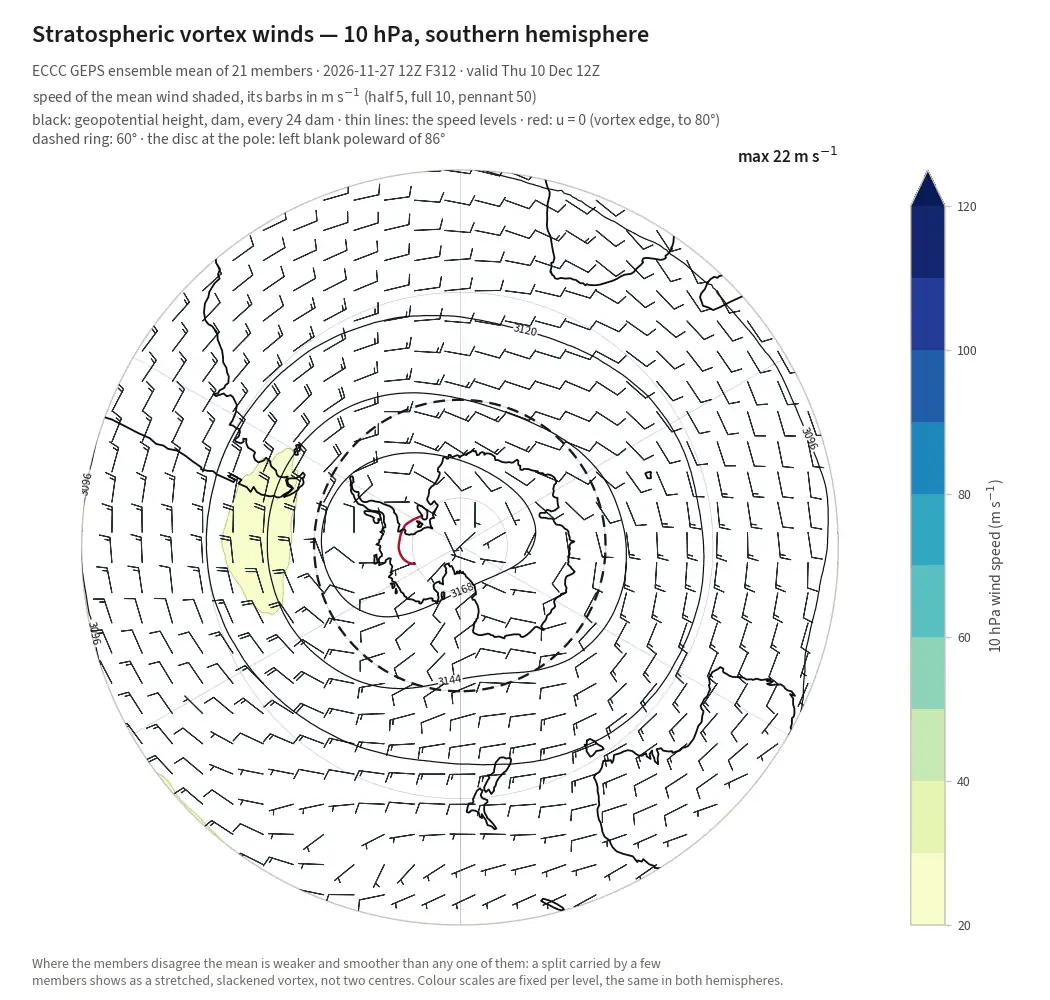 Stratospheric vortex winds — 10 hPa, southern hemisphere
ECCC GEPS ensemble mean of 21 members · 2026-11-27 12Z F312 · valid Thu 10 Dec 12Z
speed of the mean wind shaded, its barbs in m s⁻¹ (half 5, full 10, pennant 50)
black: geopotential height, dam, every 24 dam · thin lines: the speed levels · red: u = 0 (vortex edge, to 80°)
dashed ring: 60° · the disc at the pole: left blank poleward of 86°
max 22 m s⁻¹
120
100
80
60
40
20
10 hPa wind speed (m s⁻¹)
3120
3096
3096
3168
3096
3144
Where the members disagree the mean is weaker and smoother than any one of them: a split carried by a few
members shows as a stretched, slackened vortex, not two centres. Colour scales are fixed per level, the same in both hemispheres.